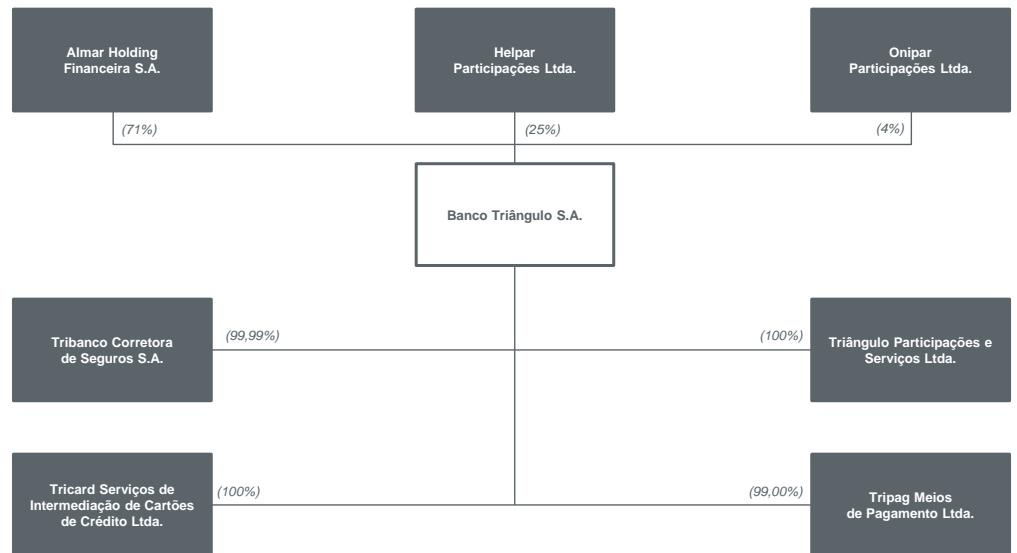 Almar Holding
Financeira S.A.
Helpar
Participações Ltda.
Onipar
Participações Ltda.
(71%)
(25%)
(4%)
Banco Triângulo S.A.
Tribanco Corretora
de Seguros S.A.
(99,99%)
(100%)
Triângulo Participações e
Serviços Ltda.
Tricard Serviços de
Intermediação de Cartões
de Crédito Ltda.
(100%)
(99,00%)
Tripag Meios
de Pagamento Ltda.